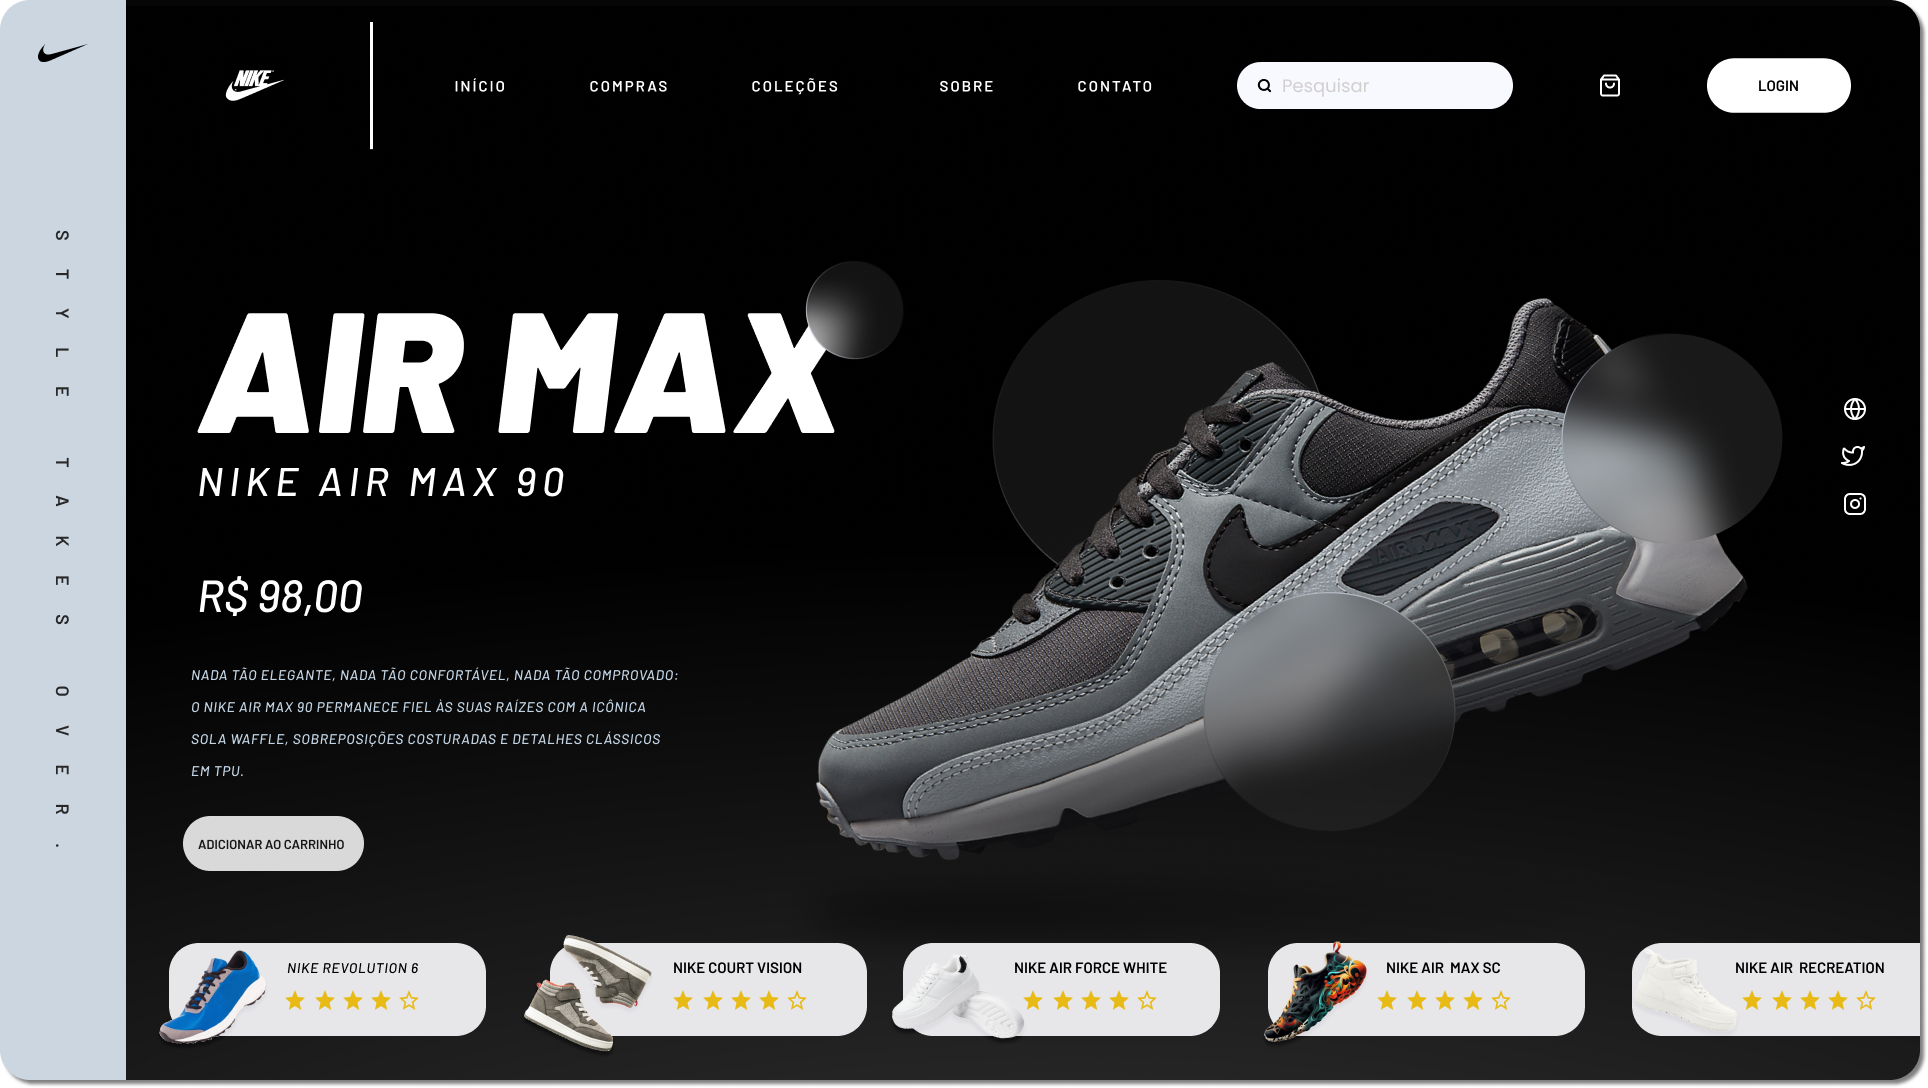 NIKE
INÍCIO
COMPRAS
COLEÇÕES
SOBRE
CONTATO
Pesquisar
LOGIN
STYLE TAKES OVER.
AIR MAX
NIKE AIR MAX 90
R$ 98,00
NADA TÃO ELEGANTE, NADA TÃO CONFORTÁVEL, NADA TÃO COMPROVADO:
O NIKE AIR MAX 90 PERMANECE FIEL ÀS SUAS RAÍZES COM A ICÔNICA
SOLA WAFFLE, SOBREPOSIÇÕES COSTURADAS E DETALHES CLÁSSICOS
EM TPU.
AIR MAX
ADICIONAR AO CARRINHO
NIKE REVOLUTION 6
NIKE COURT VISION
NIKE AIR FORCE WHITE
NIKE AIR MAX SC
NIKE AIR RECREATION